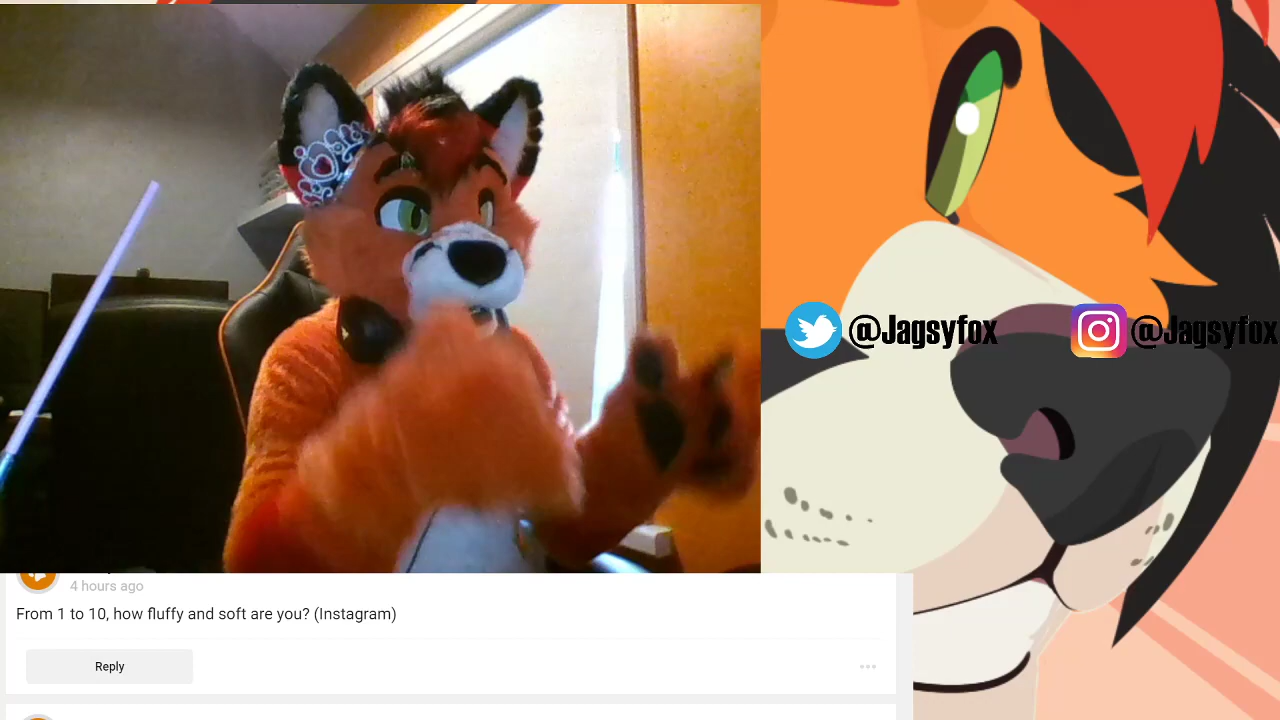 @Jagsyfox
@Jagsyfox
4 hours ago
From 1 to 10, how fluffy and soft are you? (Instagram)
Reply